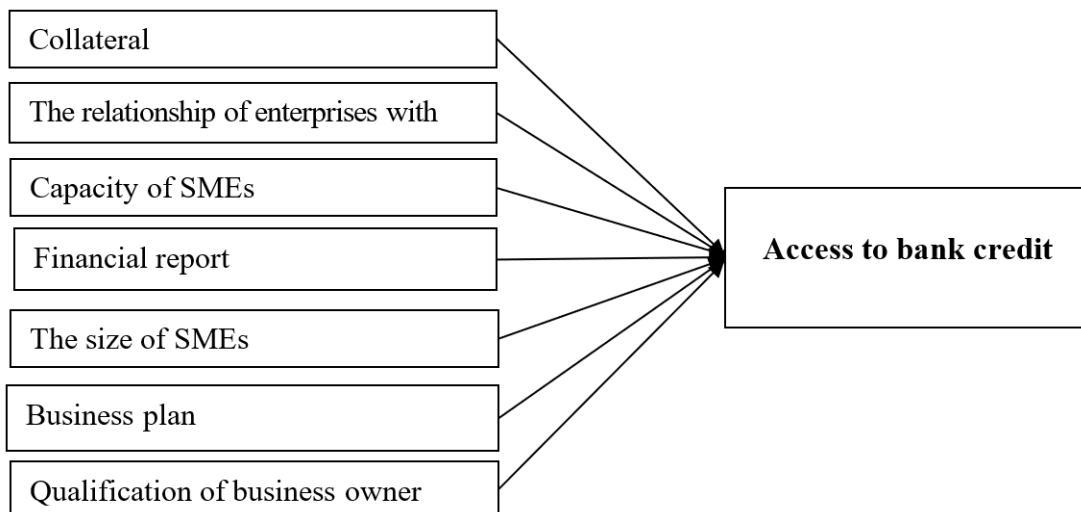 Collateral
The relationship of enterprises with
Capacity of SMEs
Financial report
The size of SMEs
Business plan
Qualification of business owner
Access to bank credit